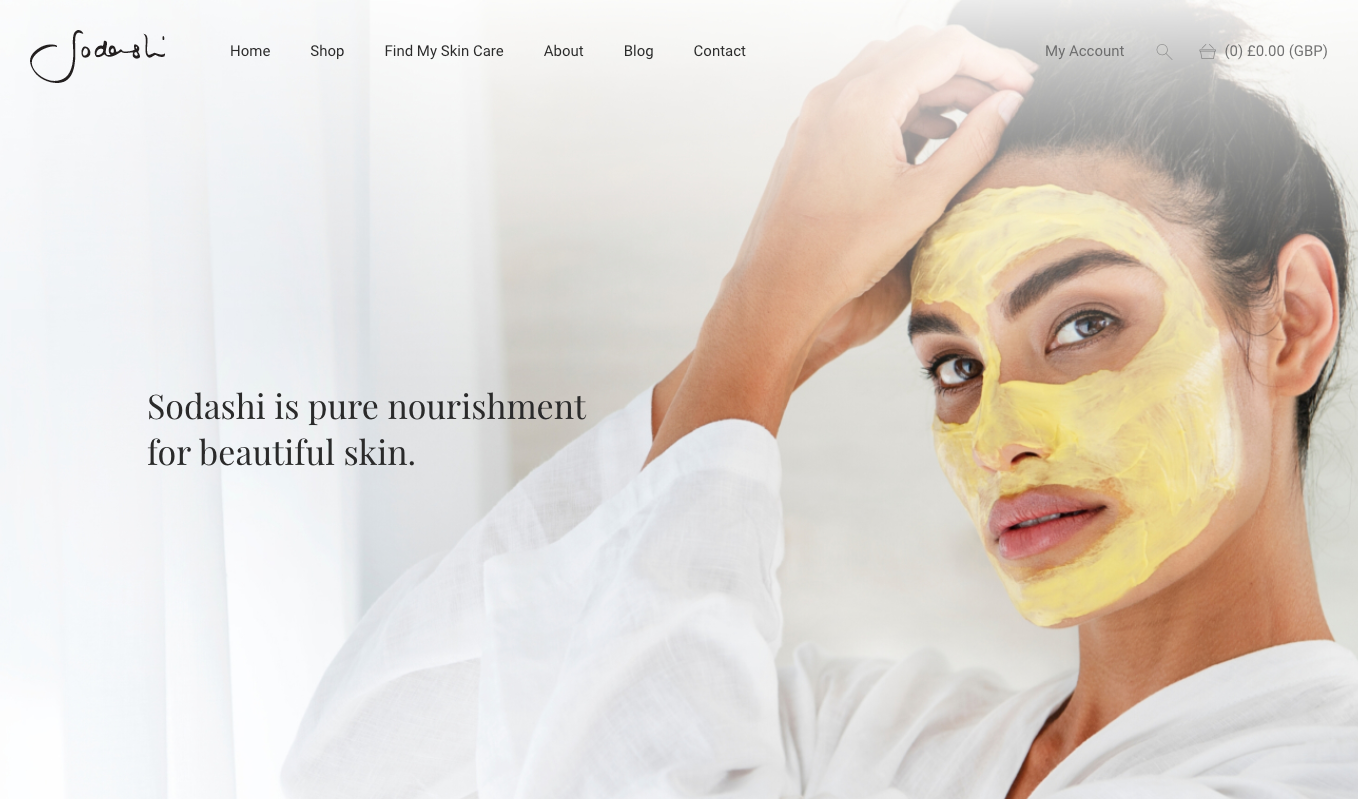 Sodashi
Home Shop Find My Skin Care About Blog Contact
My Account (0) £0.00 (GBP)
Sodashi is pure nourishment
for beautiful skin.